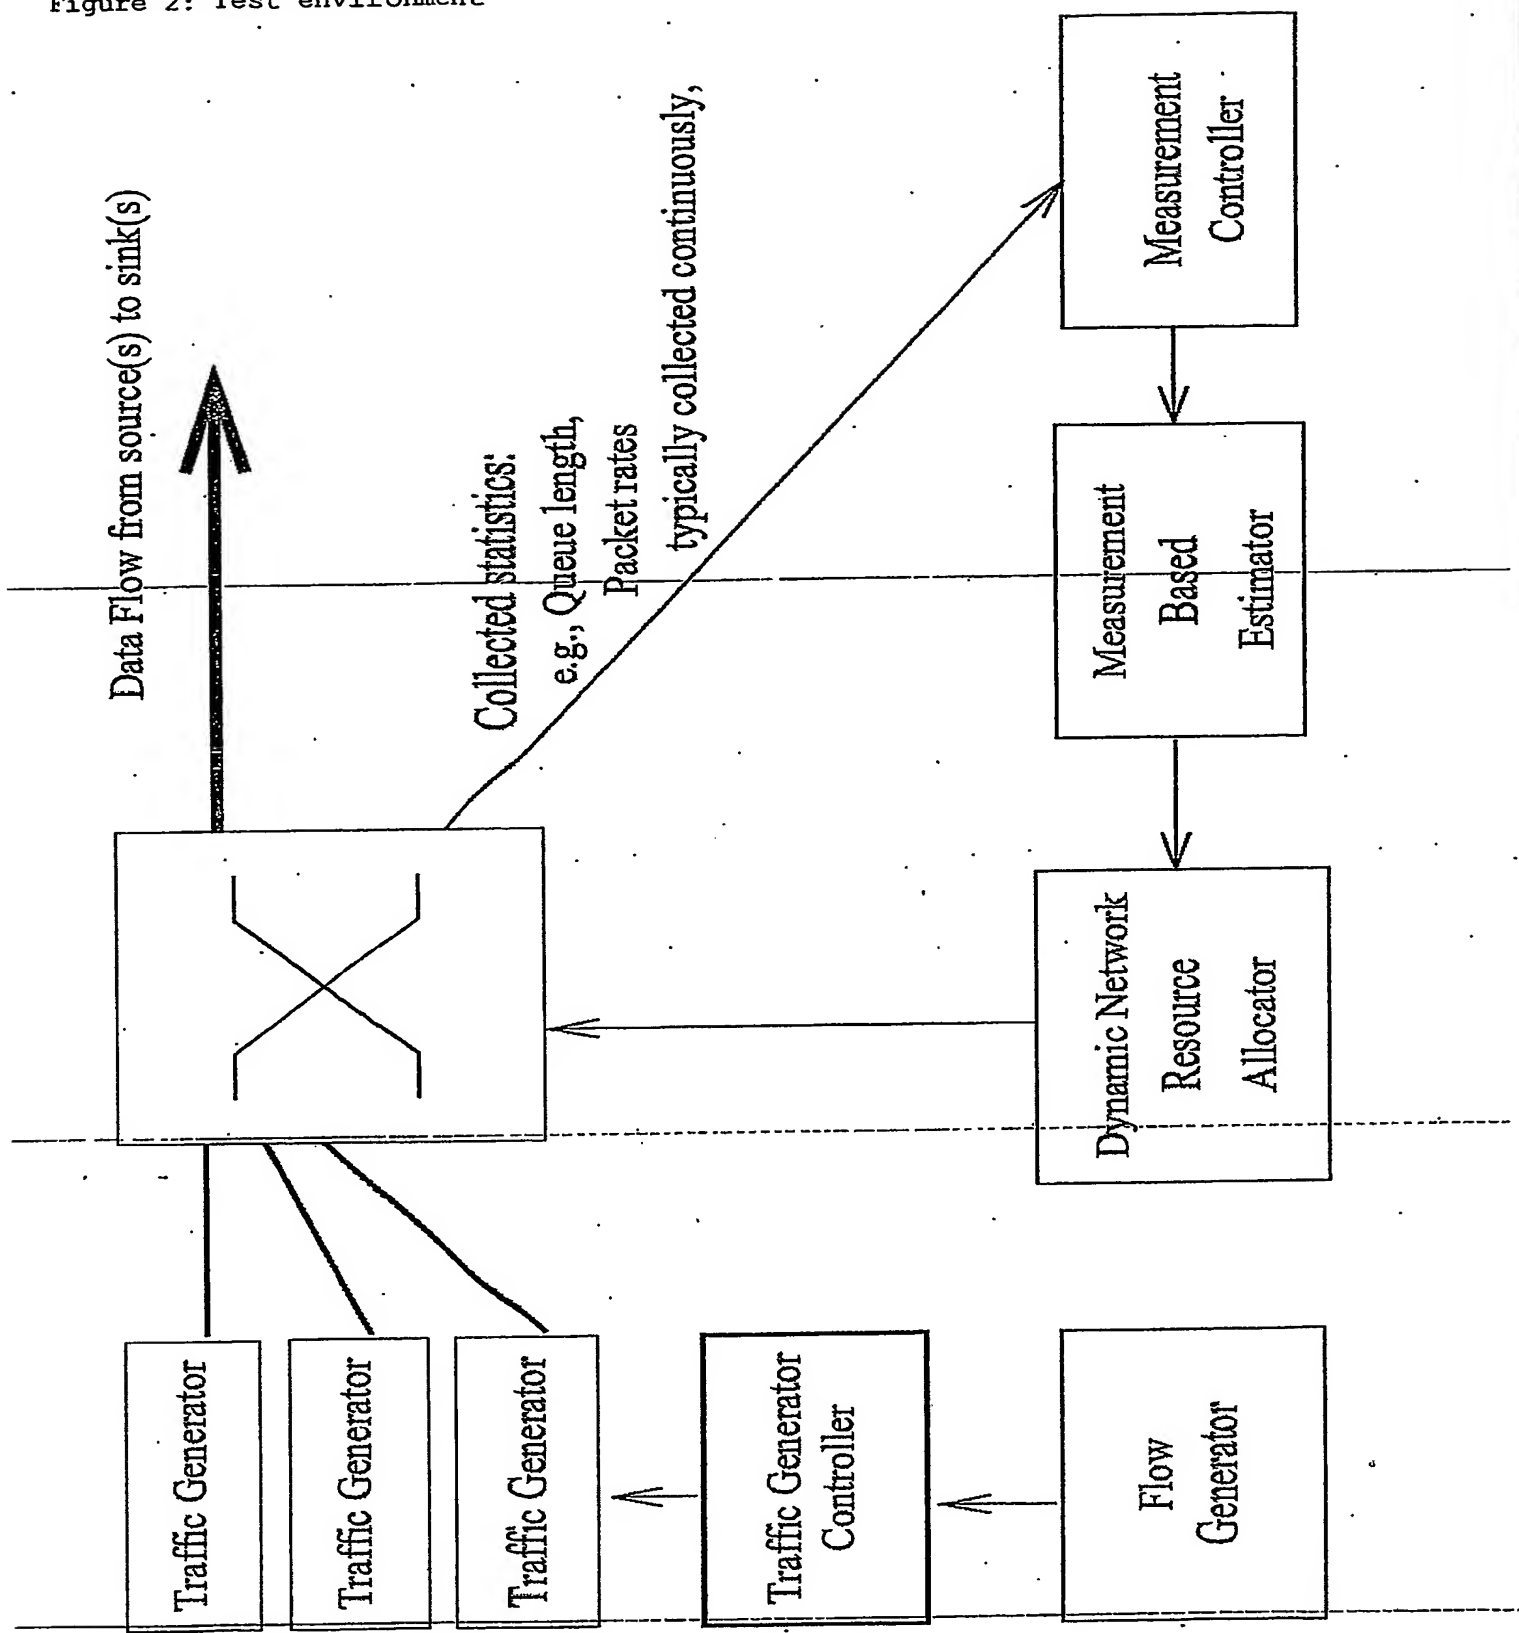 Figure 2: Test environment
Data Flow from source(s) to sink(s)
Collected statistics:
e.g., Queue length,
Packet rates
typically collected continuously,
Traffic Generator
Traffic Generator
Traffic Generator
Traffic Generator
Controller
Flow
Generator
Dynamic Network
Resource
Allocator
Measurement
Based
Estimator
Measurement
Controller